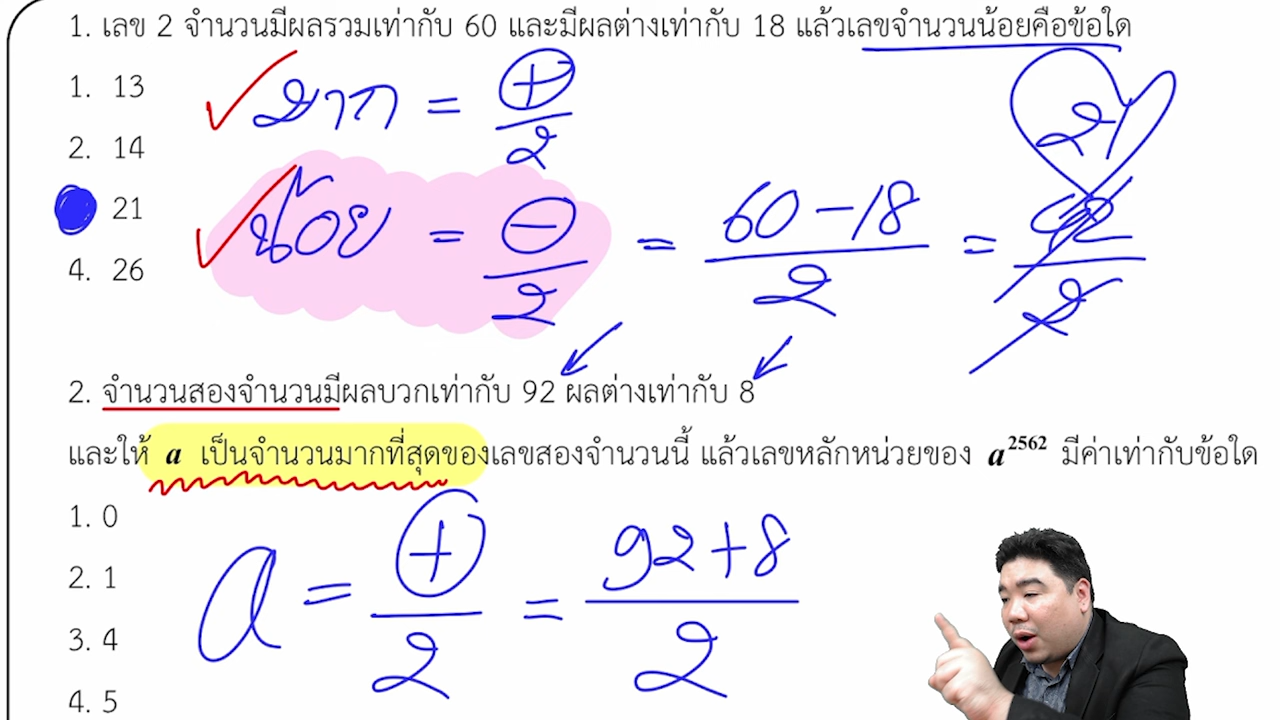 1. เลข 2 จำนวนมีผลรวมเท่ากับ 60 และมีผลต่างเท่ากับ 18 แล้วเลขจำนวนน้อยคือข้อใด
1. 13
มาก = + / 2
2. 14
21
น้อย = - / 2 = 60 - 18 / 2 = 42 / 2
21
4. 26
2. จำนวนสองจำนวนมีผลบวกเท่ากับ 92 ผลต่างเท่ากับ 8
และให้ a เป็นจำนวนมากที่สุดของเลขสองจำนวนนี้ แล้วเลขหลักหน่วยของ a^2562 มีค่าเท่ากับข้อใด
1. 0
2. 1
a = + / 2 = 92 + 8 / 2
3. 4
4. 5